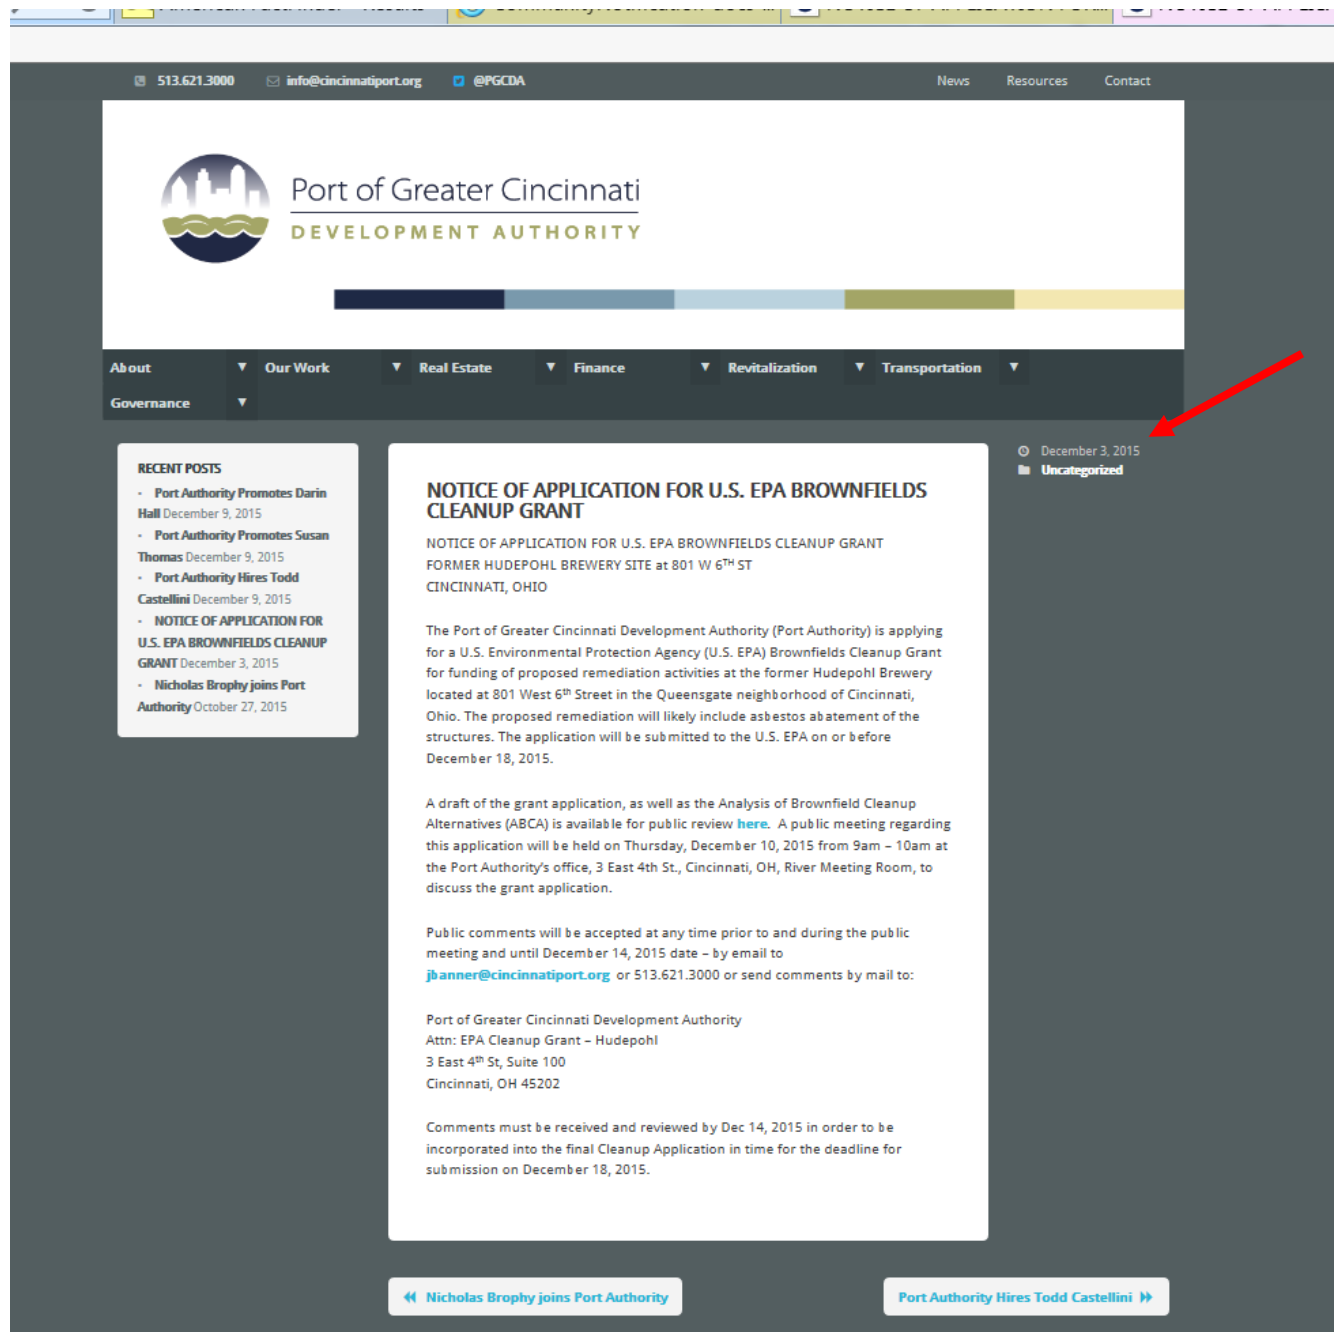 513.621.3000 info@cincinnatiport.org @PGCDA News Resources Contact
Port of Greater Cincinnati
DEVELOPMENT AUTHORITY
About ▼ Our Work ▼ Real Estate ▼ Finance ▼ Revitalization ▼ Transportation ▼
Governance ▼
RECENT POSTS
- Port Authority Promotes Darin
Hall December 9, 2015
- Port Authority Promotes Susan
Thomas December 9, 2015
- Port Authority Hires Todd
Castellini December 9, 2015
- NOTICE OF APPLICATION FOR
U.S. EPA BROWNFIELDS CLEANUP
GRANT December 3, 2015
- Nicholas Brophy joins Port
Authority October 27, 2015
NOTICE OF APPLICATION FOR U.S. EPA BROWNFIELDS
CLEANUP GRANT
NOTICE OF APPLICATION FOR U.S. EPA BROWNFIELDS CLEANUP GRANT
FORMER HUDEPOHL BREWERY SITE at 801 W 6TH ST
CINCINNATI, OHIO
The Port of Greater Cincinnati Development Authority (Port Authority) is applying
for a U.S. Environmental Protection Agency (U.S. EPA) Brownfields Cleanup Grant
for funding of proposed remediation activities at the former Hudepohl Brewery
located at 801 West 6th Street in the Queensgate neighborhood of Cincinnati,
Ohio. The proposed remediation will likely include asbestos abatement of the
structures. The application will be submitted to the U.S. EPA on or before
December 18, 2015.
A draft of the grant application, as well as the Analysis of Brownfield Cleanup
Alternatives (ABCA) is available for public review here. A public meeting regarding
this application will be held on Thursday, December 10, 2015 from 9am – 10am at
the Port Authority's office, 3 East 4th St., Cincinnati, OH, River Meeting Room, to
discuss the grant application.
Public comments will be accepted at any time prior to and during the public
meeting and until December 14, 2015 date – by email to
jbanner@cincinnatiport.org or 513.621.3000 or send comments by mail to:
Port of Greater Cincinnati Development Authority
Attn: EPA Cleanup Grant – Hudepohl
3 East 4th St, Suite 100
Cincinnati, OH 45202
Comments must be received and reviewed by Dec 14, 2015 in order to be
incorporated into the final Cleanup Application in time for the deadline for
submission on December 18, 2015.
December 3, 2015
Uncategorized
Nicholas Brophy joins Port Authority
Port Authority Hires Todd Castellini